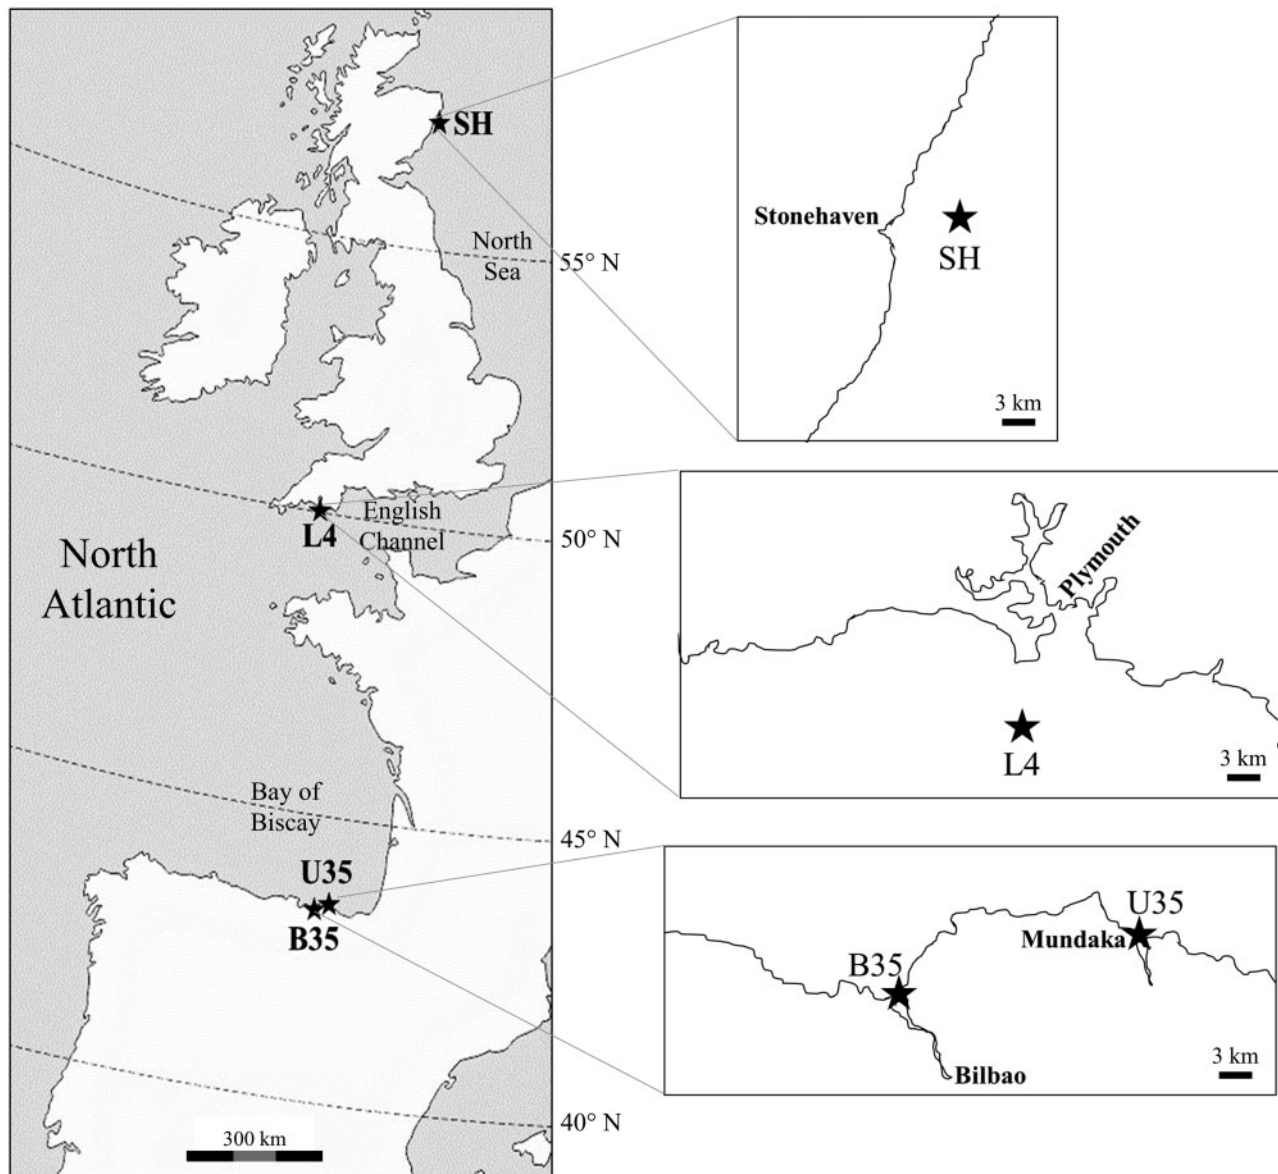 SH
North
Sea
55° N
English
Channel
L4
50° N
North
Atlantic
Bay of
Biscay
45° N
U35
B35
40° N
300 km
Stonehaven
SH
3 km
Plymouth
L4
3 km
U35
Mundaka
B35
Bilbao
3 km